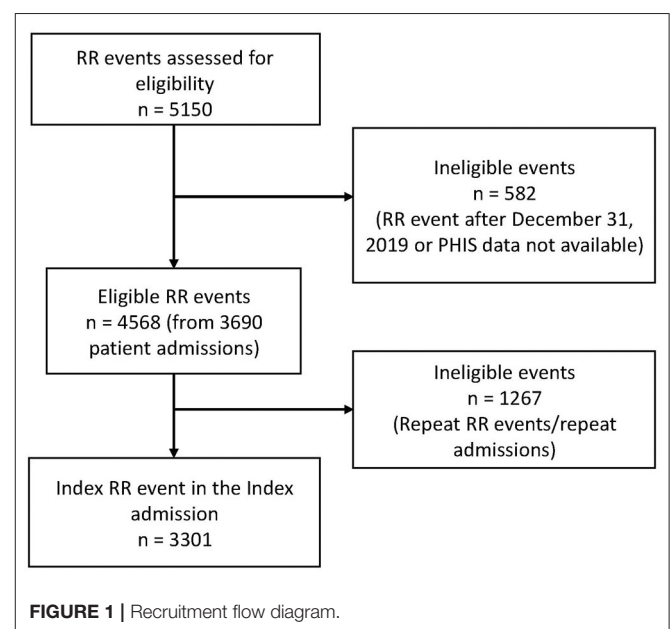 RR events assessed for
eligibility
n = 5150
Ineligible events
n = 582
(RR event after December 31,
2019 or PHIS data not available)
Eligible RR events
n = 4568 (from 3690
patient admissions)
Ineligible events
n = 1267
(Repeat RR events/repeat
admissions)
Index RR event in the Index
admission
n = 3301
FIGURE 1 | Recruitment flow diagram.